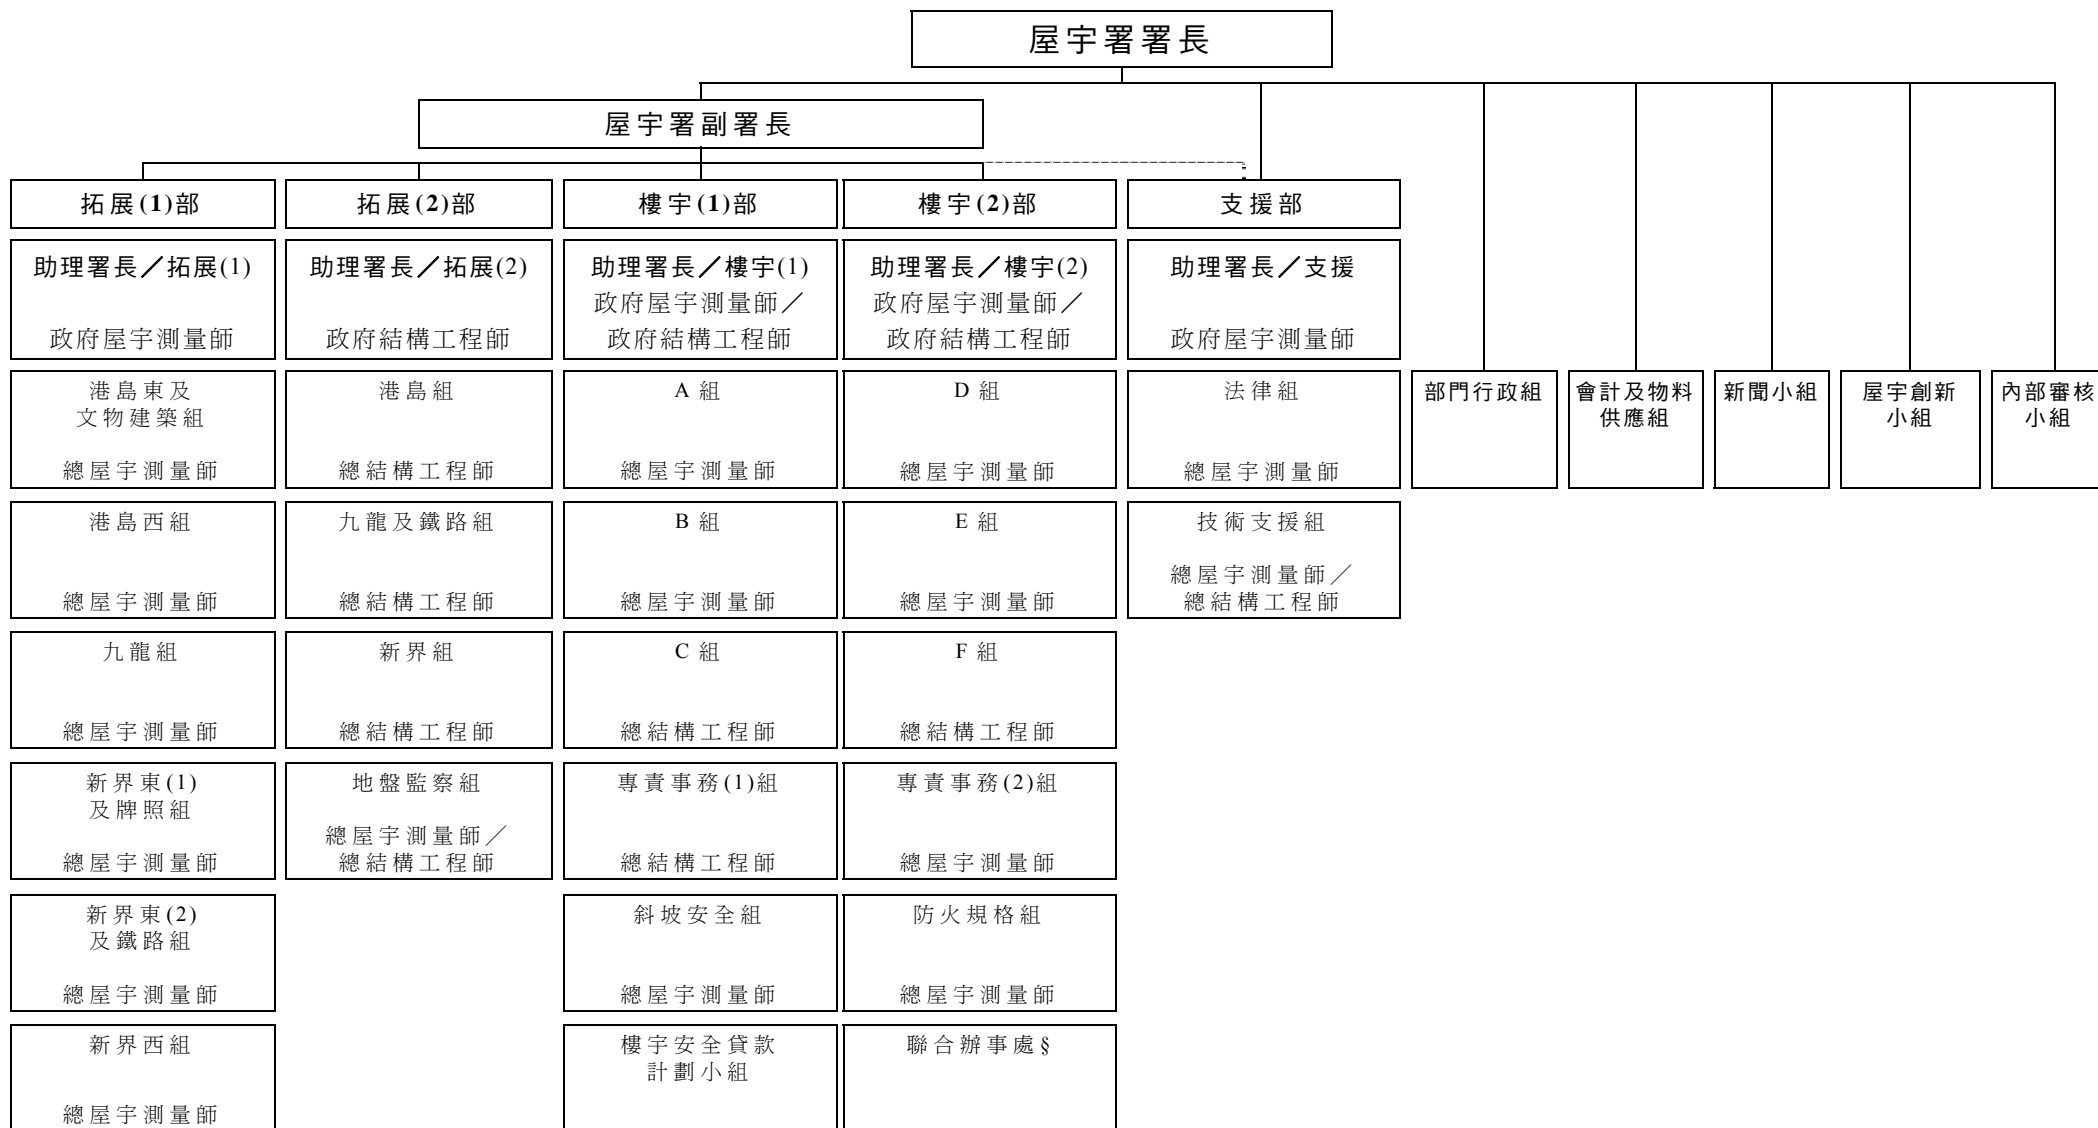 屋宇署署長
屋宇署副署長
拓展(1)部
拓展(2)部
樓宇(1)部
樓宇(2)部
支援部
助理署長／拓展(1)
政府屋宇測量師
助理署長／拓展(2)
政府結構工程師
助理署長／樓宇(1)
政府屋宇測量師／
政府結構工程師
助理署長／樓宇(2)
政府屋宇測量師／
政府結構工程師
助理署長／支援
政府屋宇測量師
港島東及
文物建築組
總屋宇測量師
港島組
總結構工程師
A 組
總屋宇測量師
D 組
總屋宇測量師
法律組
總屋宇測量師
部門行政組
會計及物料
供應組
新聞小組
屋宇創新
小組
內部審核
小組
港島西組
總屋宇測量師
九龍及鐵路組
總結構工程師
B 組
總屋宇測量師
E 組
總屋宇測量師
技術支援組
總屋宇測量師／
總結構工程師
九龍組
總屋宇測量師
新界組
總結構工程師
C 組
總結構工程師
F 組
總結構工程師
新界東(1)
及牌照組
總屋宇測量師
地盤監察組
總屋宇測量師／
總結構工程師
專責事務(1)組
總結構工程師
專責事務(2)組
總屋宇測量師
新界東(2)
及鐵路組
總屋宇測量師
斜坡安全組
總屋宇測量師
防火規格組
總屋宇測量師
新界西組
總屋宇測量師
樓宇安全貸款
計劃小組
聯合辦事處§